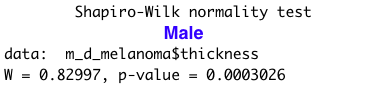 Shapiro-Wilk normality test
Male
data:  m_d_melanoma$thickness
W = 0.82997, p-value = 0.0003026